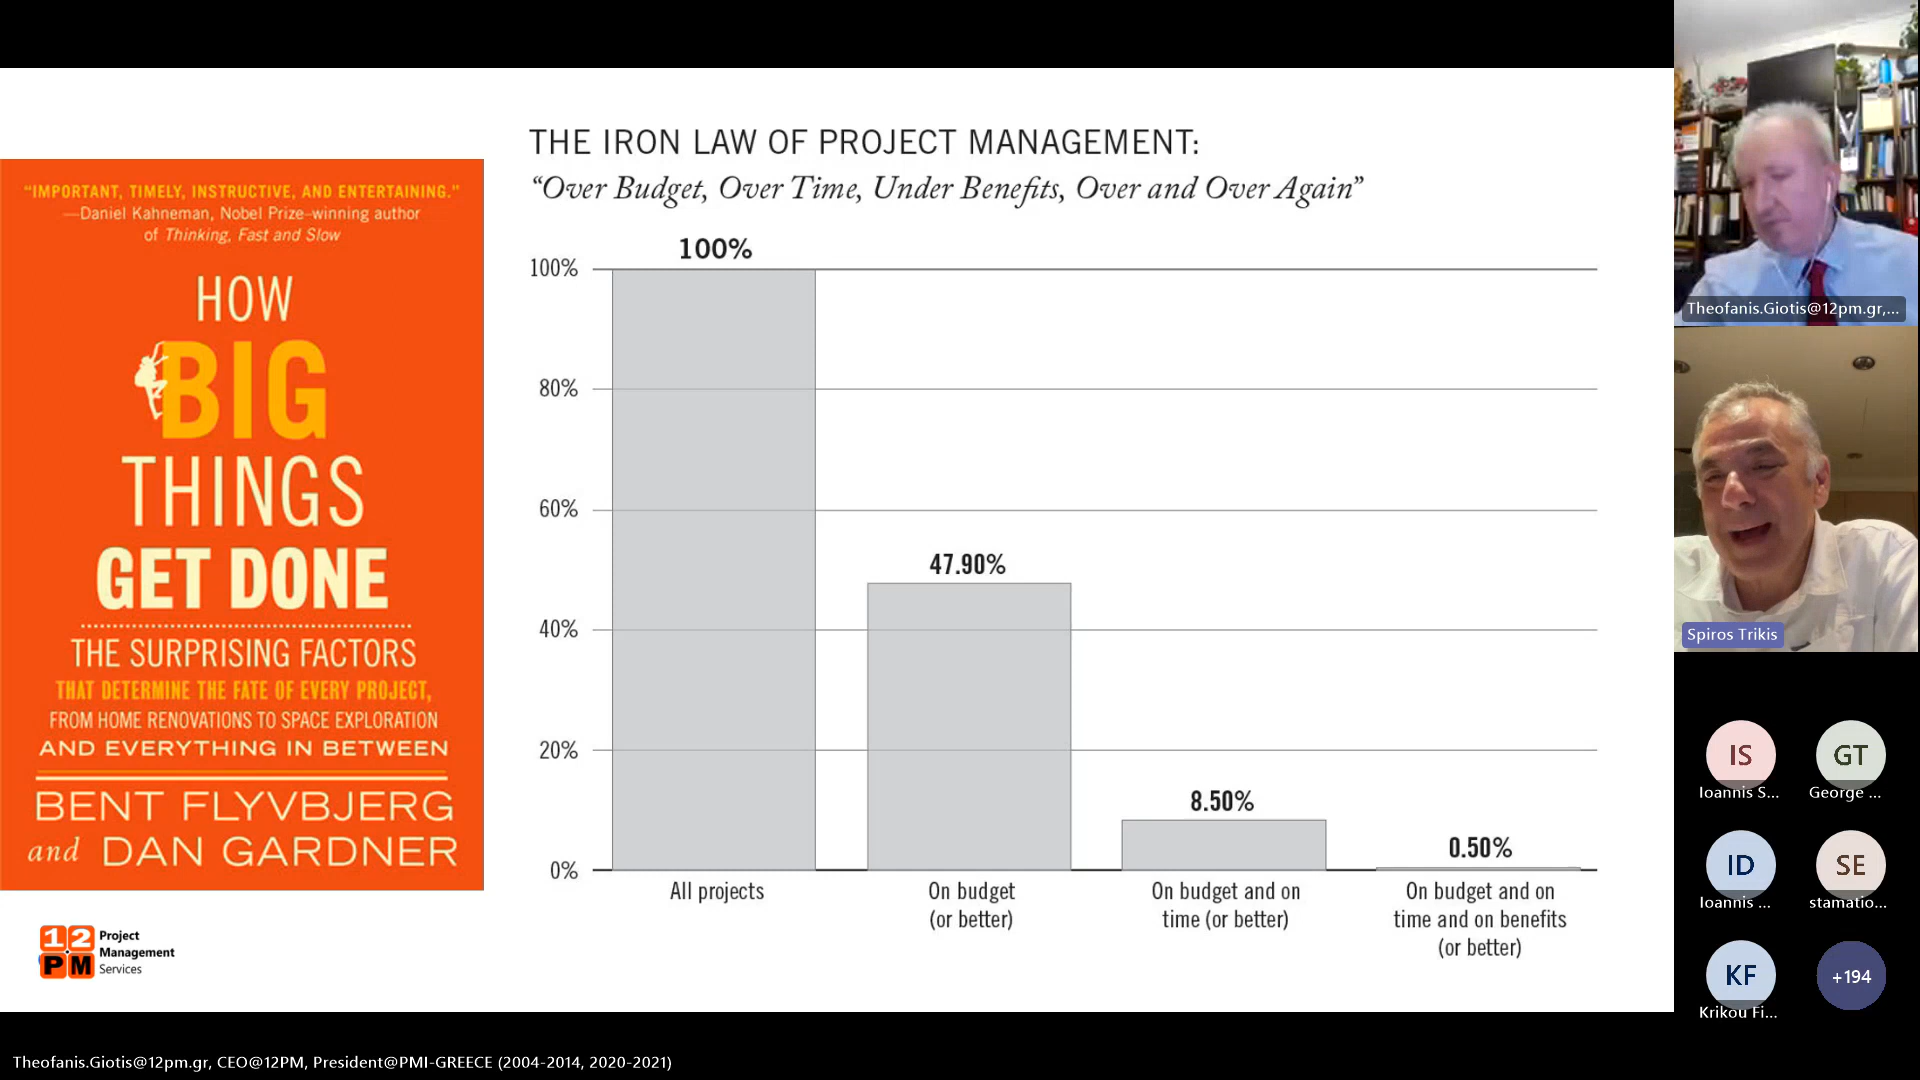 “IMPORTANT, TIMELY, INSTRUCTIVE, AND ENTERTAINING.”
—Daniel Kahneman, Nobel Prize–winning author
of Thinking, Fast and Slow
HOW
BIG
THINGS
GET DONE
THE SURPRISING FACTORS
THAT DETERMINE THE FATE OF EVERY PROJECT,
FROM HOME RENOVATIONS TO SPACE EXPLORATION
AND EVERYTHING IN BETWEEN
BENT FLYVBJERG
and DAN GARDNER
12
PM
Project
Management
Services
THE IRON LAW OF PROJECT MANAGEMENT:
“Over Budget, Over Time, Under Benefits, Over and Over Again”
100%
100%
80%
60%
47.90%
40%
20%
8.50%
0.50%
0%
All projects
On budget
(or better)
On budget and on
time (or better)
On budget and on
time and on benefits
(or better)
Theofanis.Giotis@12pm.gr,...
Spiros Trikis
IS
Ioannis S...
GT
George ...
ID
Ioannis ...
SE
stamatio...
KF
Krikou Fi...
+194
Theofanis.Giotis@12pm.gr, CEO@12PM, President@PMI-GREECE (2004-2014, 2020-2021)